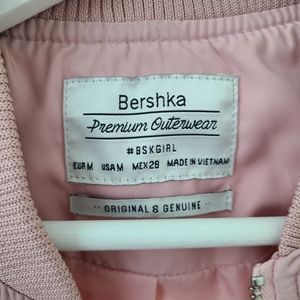 Bershka
Premium Outerwear
#BSKGIRL
EUR M USA M MEX 28 MADE IN VIETNAM
ORIGINAL & GENUINE